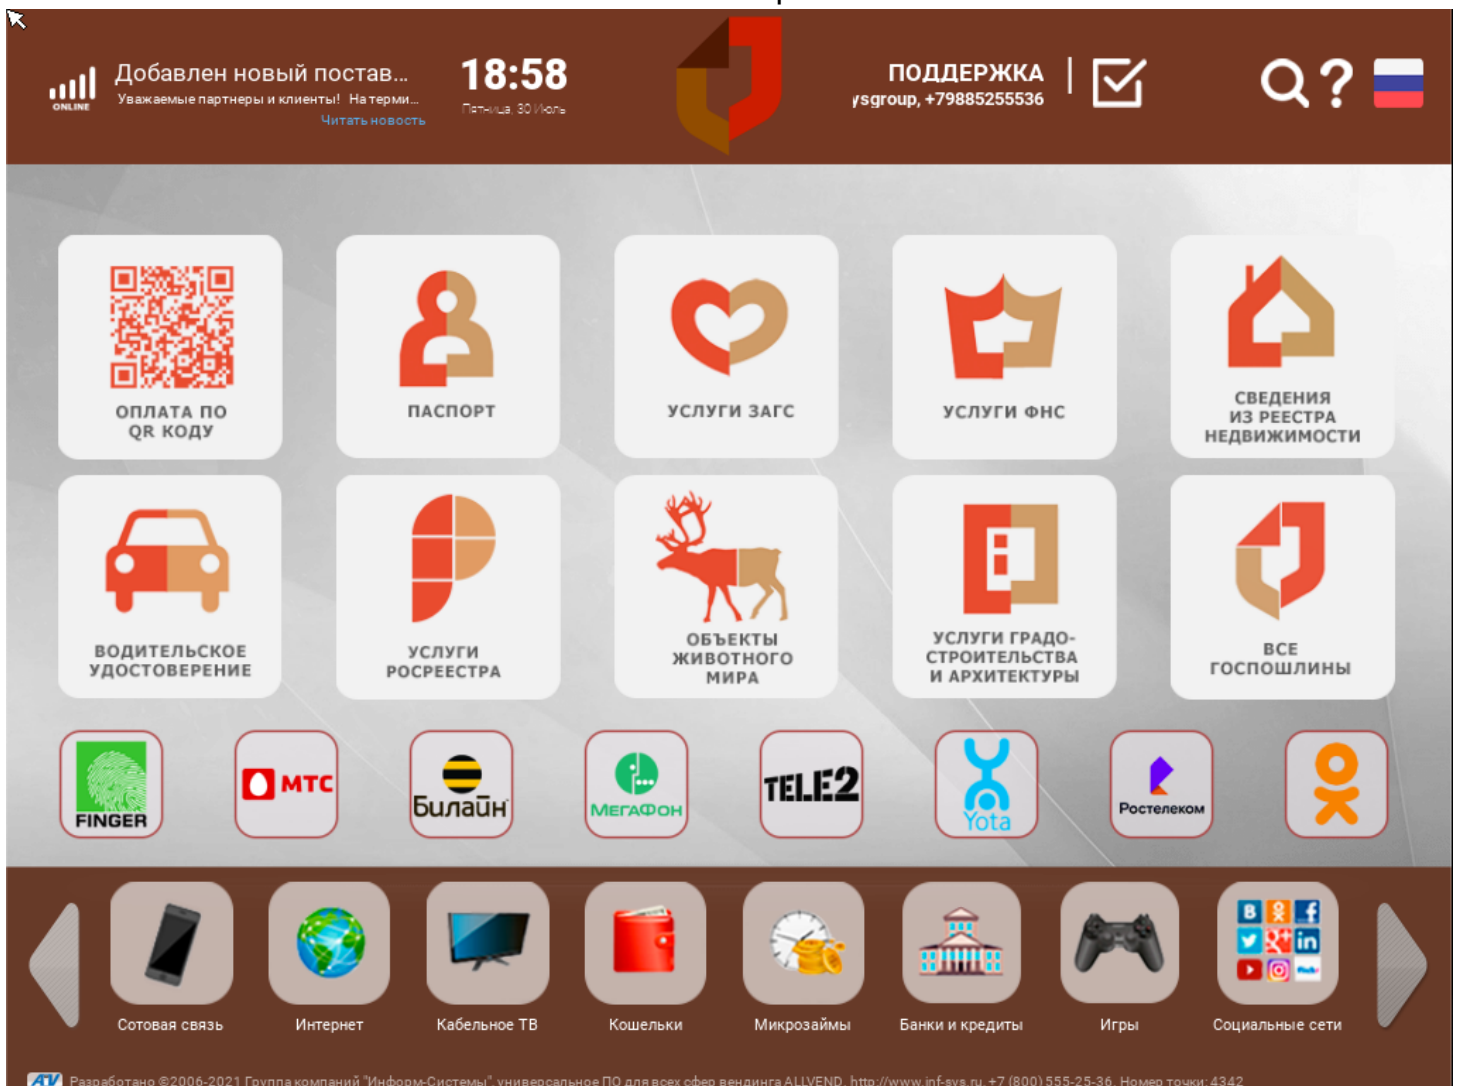 ONLINE
Добавлен новый постав...
Уважаемые партнеры и клиенты! На терми...
Читать новость
18:58
Пятница, 30 Июль
ПОДДЕРЖКА
ysgroup, +79885255536
?
ОПЛАТА ПО
QR КОДУ
ПАСПОРТ
УСЛУГИ ЗАГС
УСЛУГИ ФНС
СВЕДЕНИЯ
ИЗ РЕЕСТРА
НЕДВИЖИМОСТИ
ВОДИТЕЛЬСКОЕ
УДОСТОВЕРЕНИЕ
УСЛУГИ
РОСРЕЕСТРА
ОБЪЕКТЫ
ЖИВОТНОГО
МИРА
УСЛУГИ ГРАДО-
СТРОИТЕЛЬСТВА
И АРХИТЕКТУРЫ
ВСЕ
ГОСПОШЛИНЫ
FINGER
МТС
Билайн
МЕГАФОН
TELE2
Yota
Ростелеком
Сотовая связь
Интернет
Кабельное ТВ
Кошельки
Микрозаймы
Банки и кредиты
Игры
Социальные сети
AV Разработано ©2006-2021 Группа компаний "Информ-Системы", универсальное ПО для всех сфер вендинга ALLVEND, http://www.inf-sys.ru, +7 (800) 555-25-36. Номер точки: 4342